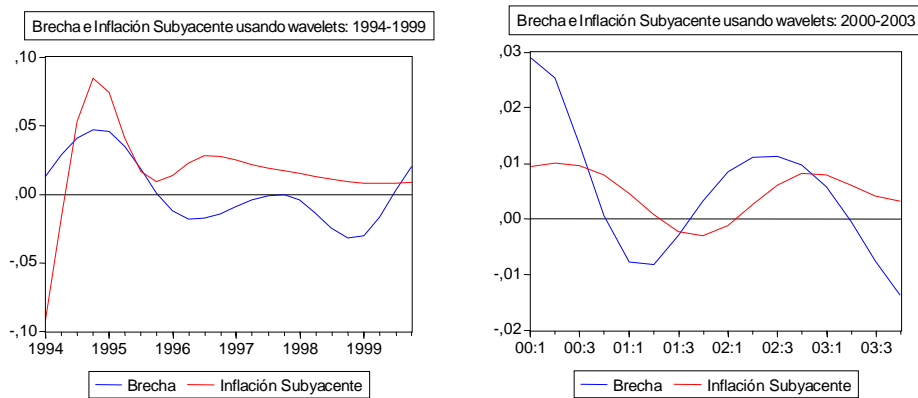 Brecha e Inflación Subyacente usando wavelets: 1994-1999
,10
,05
,00
-,05
-,10
1994 1995 1996 1997 1998 1999
Brecha Inflación Subyacente
Brecha e Inflación Subyacente usando wavelets: 2000-2003
,03
,02
,01
,00
-,01
-,02
00:1 00:3 01:1 01:3 02:1 02:3 03:1 03:3
Brecha Inflación Subyacente